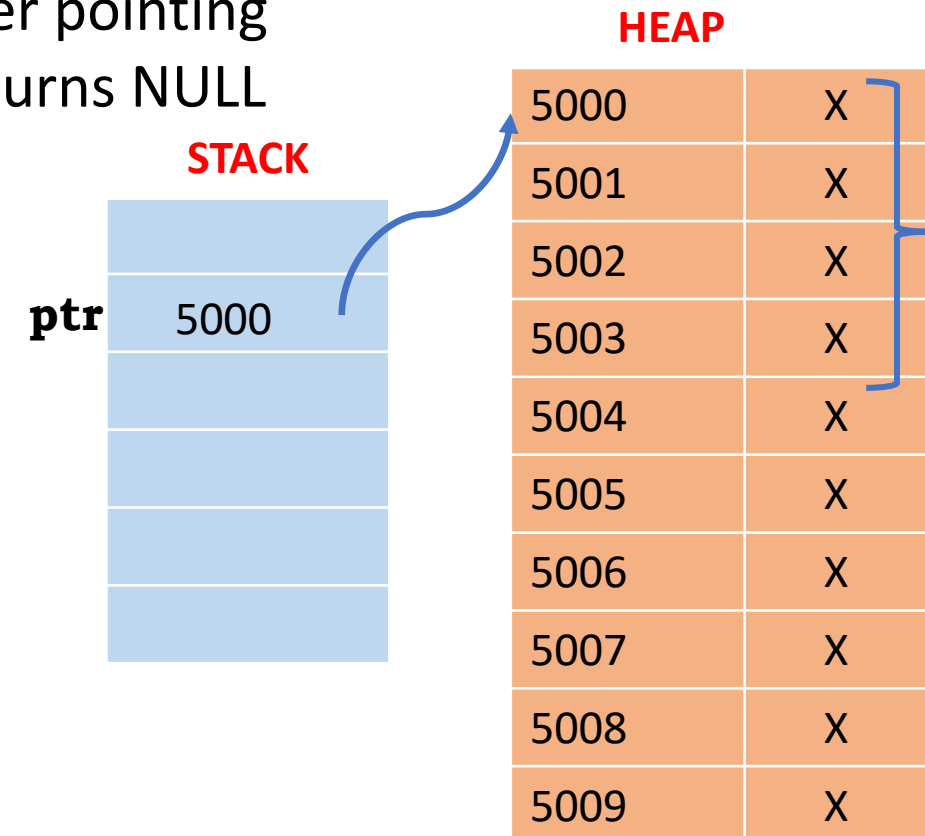 er pointing
urns NULL
HEAP
STACK
ptr 5000
5000 X
5001 X
5002 X
5003 X
5004 X
5005 X
5006 X
5007 X
5008 X
5009 X